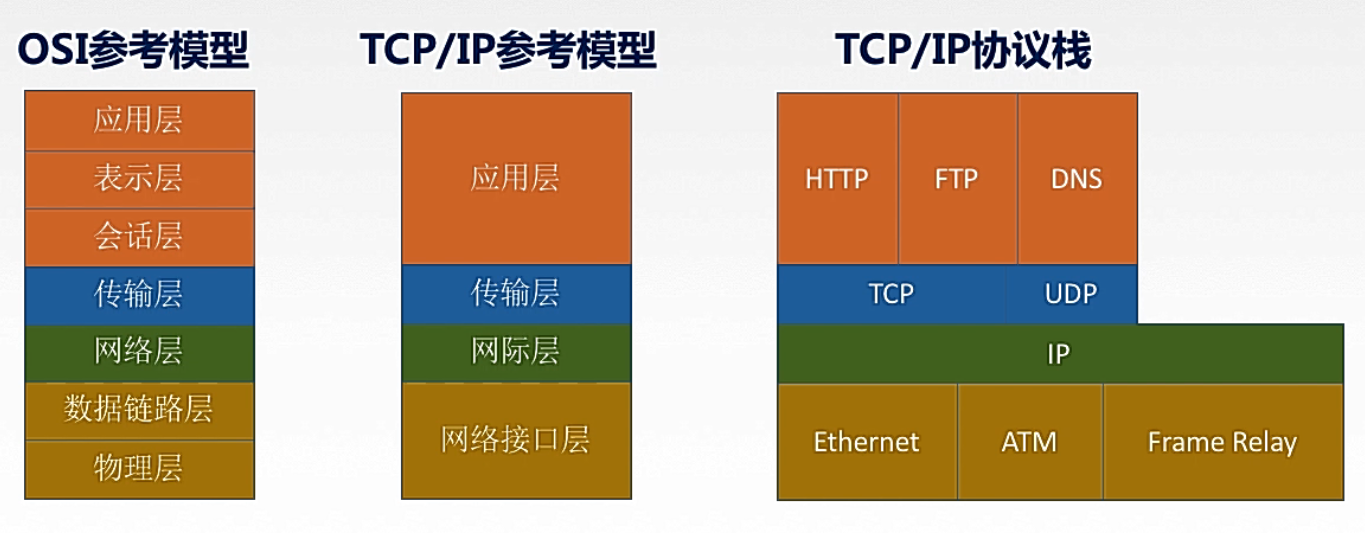 OSI参考模型
应用层
表示层
会话层
传输层
网络层
数据链路层
物理层
TCP/IP参考模型
应用层
传输层
网际层
网络接口层
TCP/IP协议栈
HTTP FTP DNS
TCP UDP
IP
Ethernet ATM Frame Relay